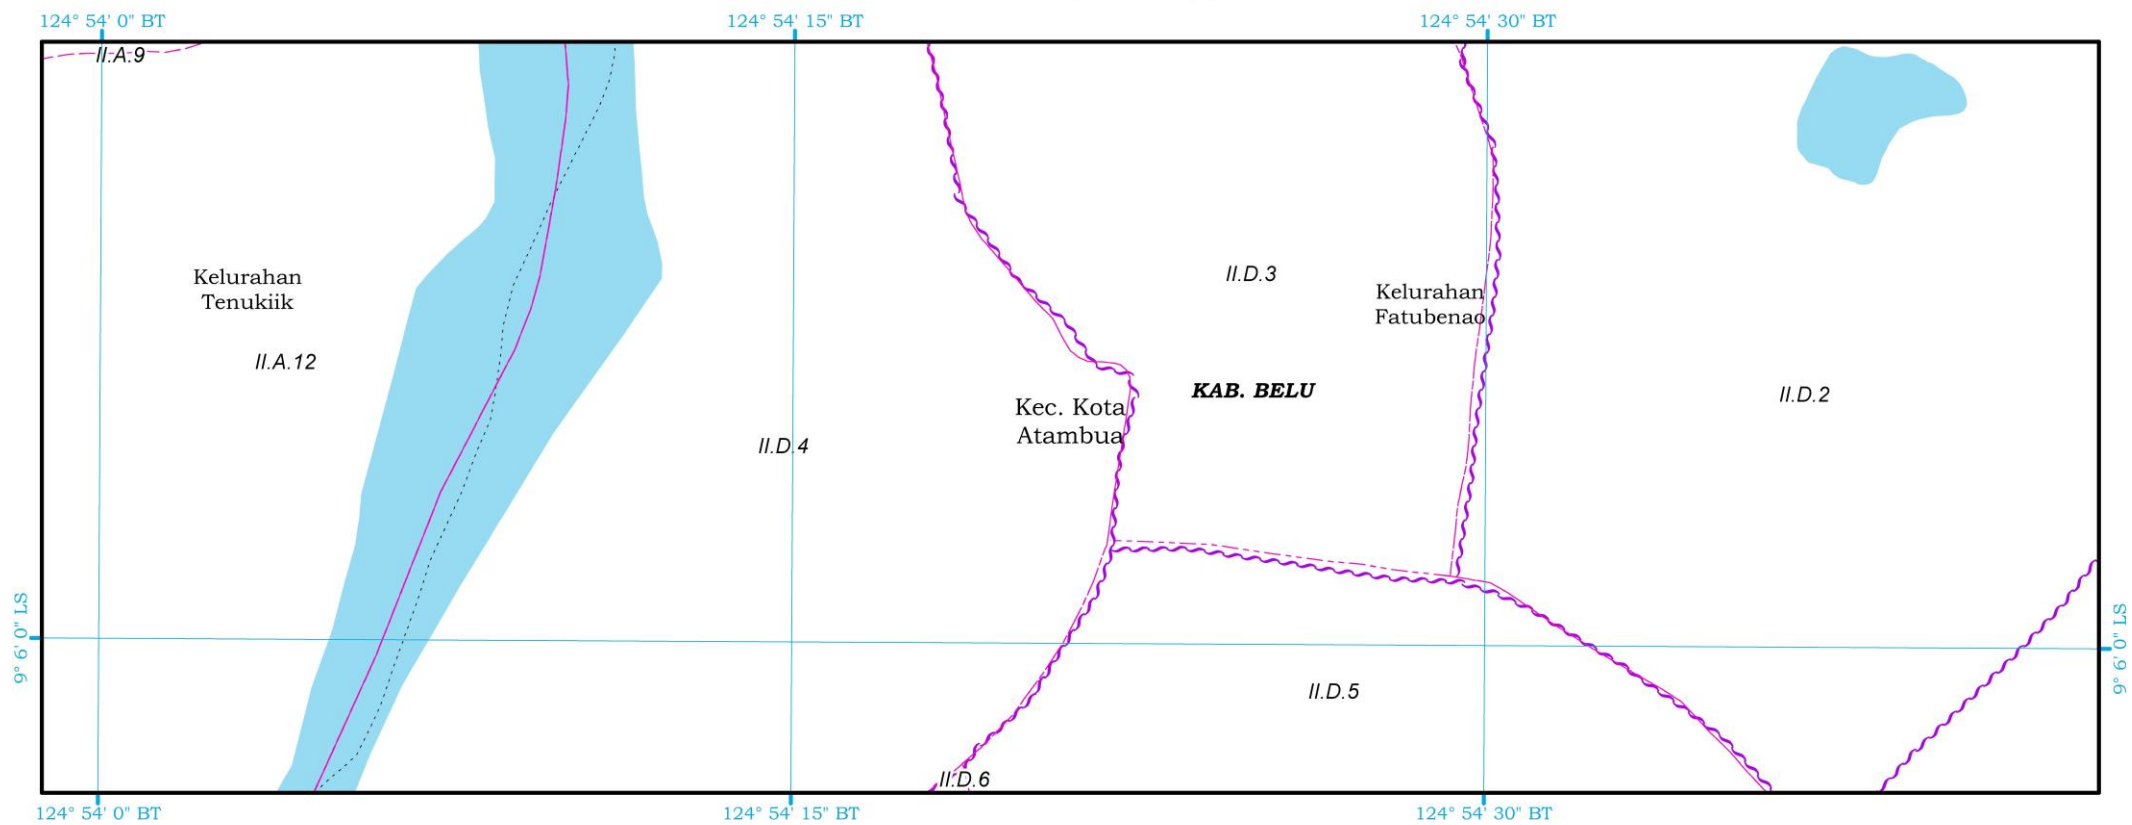 124° 54' 0" BT
124° 54' 15" BT
124° 54' 30" BT
II.A.9
Kelurahan
Tenukiik
II.D.3
Kelurahan
Fatubenao
II.A.12
KAB. BELU
II.D.2
Kec. Kota
Atambua
II.D.4
9° 6' 0" LS
9° 6' 0" LS
II.D.5
II.D.6
124° 54' 0" BT
124° 54' 15" BT
124° 54' 30" BT